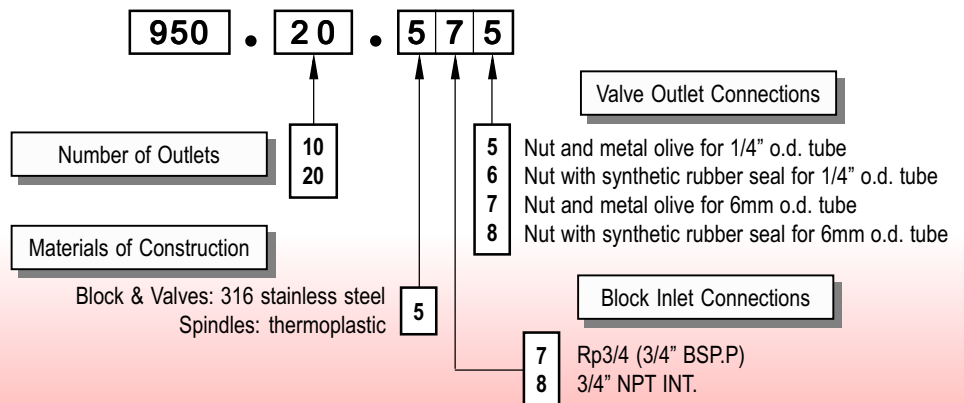 950 . 20 . 5 7 5
Valve Outlet Connections
Number of Outlets
10
20
5 Nut and metal olive for 1/4” o.d. tube
6 Nut with synthetic rubber seal for 1/4” o.d. tube
7 Nut and metal olive for 6mm o.d. tube
8 Nut with synthetic rubber seal for 6mm o.d. tube
Materials of Construction
Block & Valves: 316 stainless steel
Spindles: thermoplastic
5
Block Inlet Connections
7 Rp3/4 (3/4” BSP.P)
8 3/4” NPT INT.